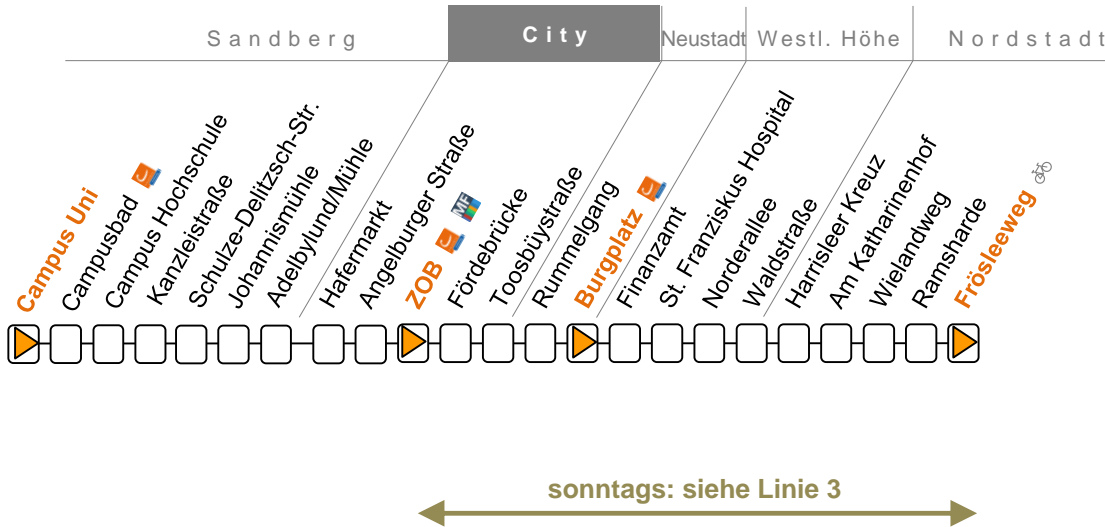 Sandberg
City
Neustadt
Westl. Höhe
Nordstadt
Campus Uni
Campusbad
Campus Hochschule
Kanzleistraße
Schulze-Delitzsch-Str.
Johannismühle
Adelbylund/Mühle
Hafermarkt
Angelburger Straße
ZOB
MF
Fördebrücke
Toosbüystraße
Rummelgang
Burgplatz
Finanzamt
St. Franziskus Hospital
Norderallee
Waldstraße
Harrisleer Kreuz
Am Katharinenhof
Wielandweg
Ramsharde
Frösleeweg
sonntags: siehe Linie 3